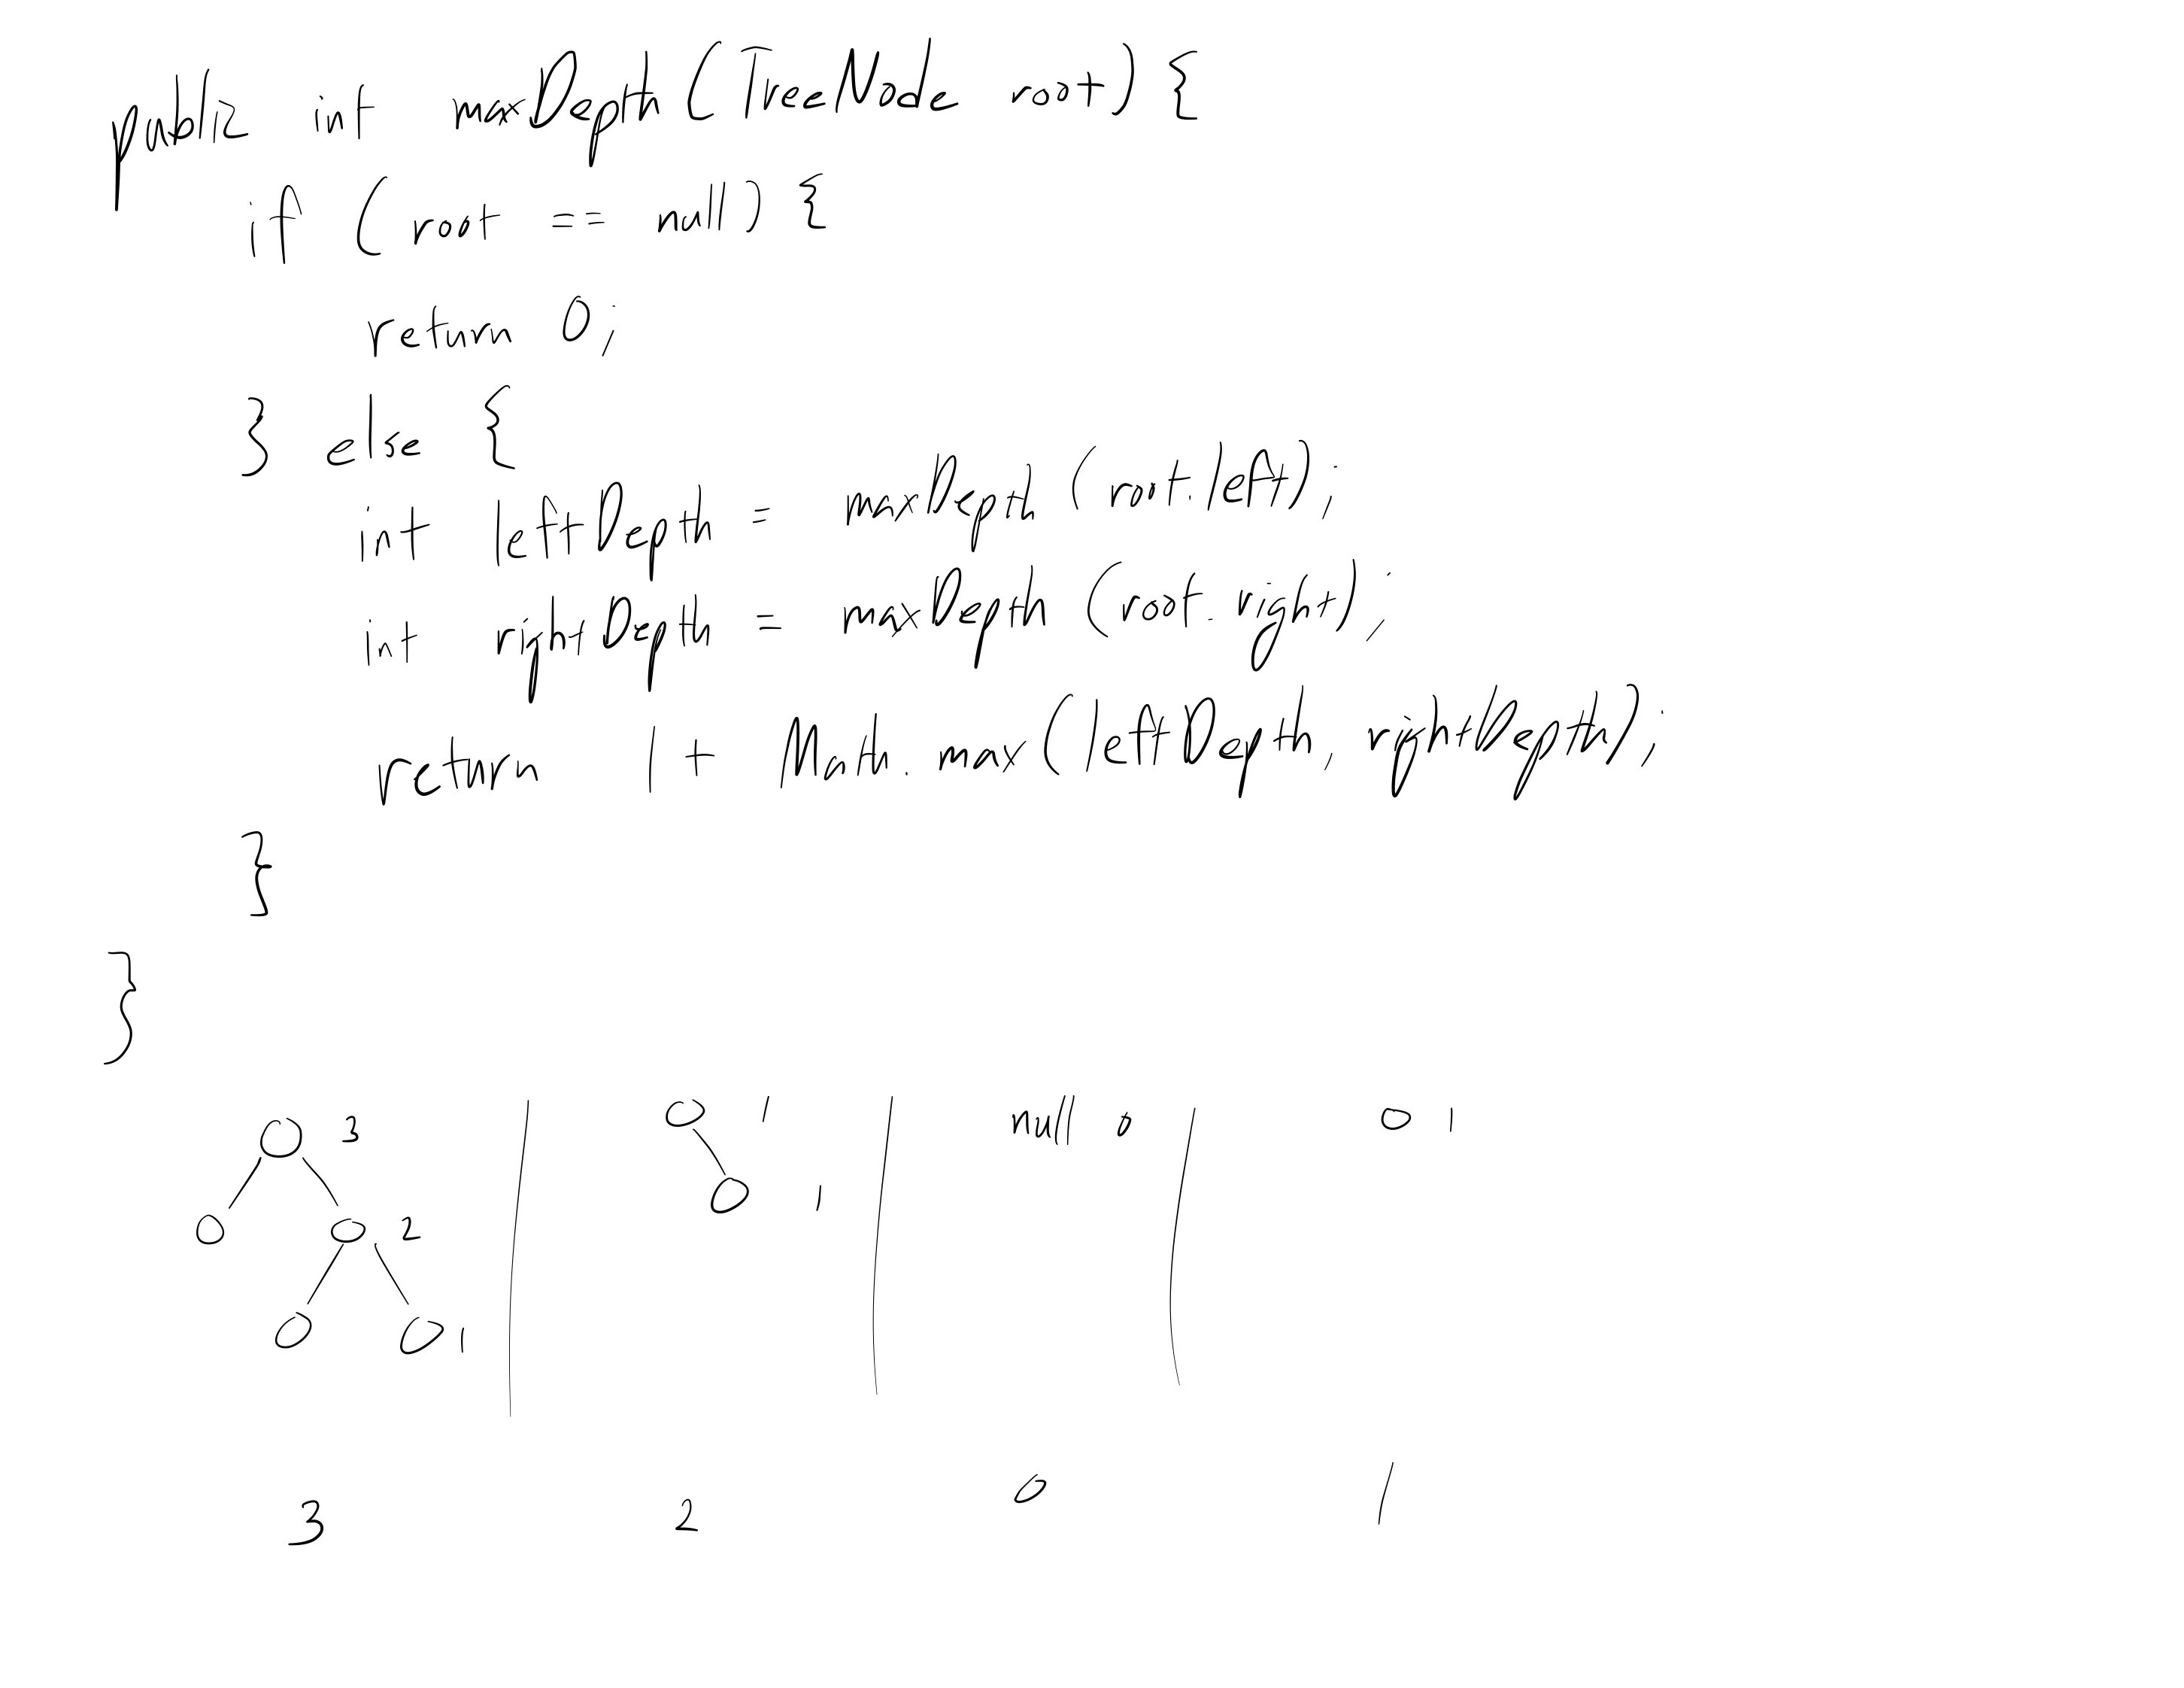 public int maxDepth (TreeNode root) {
if (root == null) {
return 0;
} else {
int leftDepth = maxDepth (root.left);
int rightDepth = maxDepth (root.right);
return 1 + Math.max (leftDepth, rightDepth);
}
}
3
2
1
1
1
null 0
1
3
2
0
1